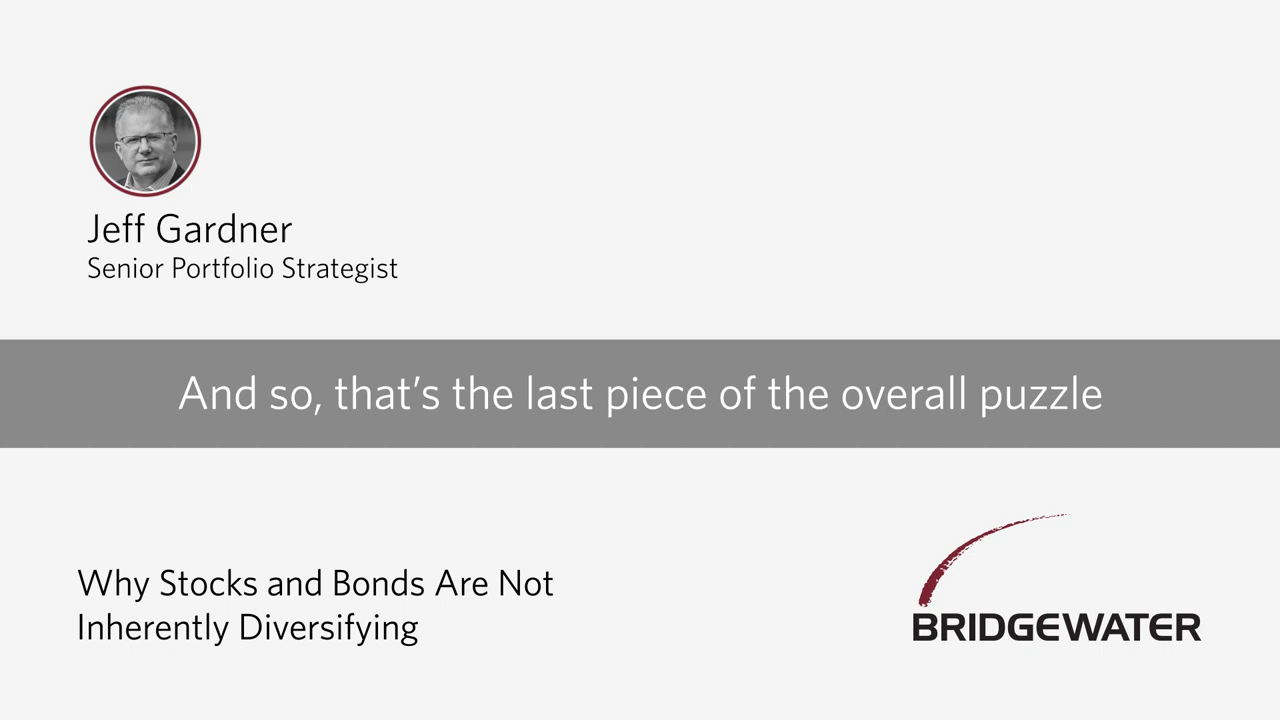 Jeff Gardner
Senior Portfolio Strategist
And so, that’s the last piece of the overall puzzle
Why Stocks and Bonds Are Not
Inherently Diversifying
BRIDGEWATER